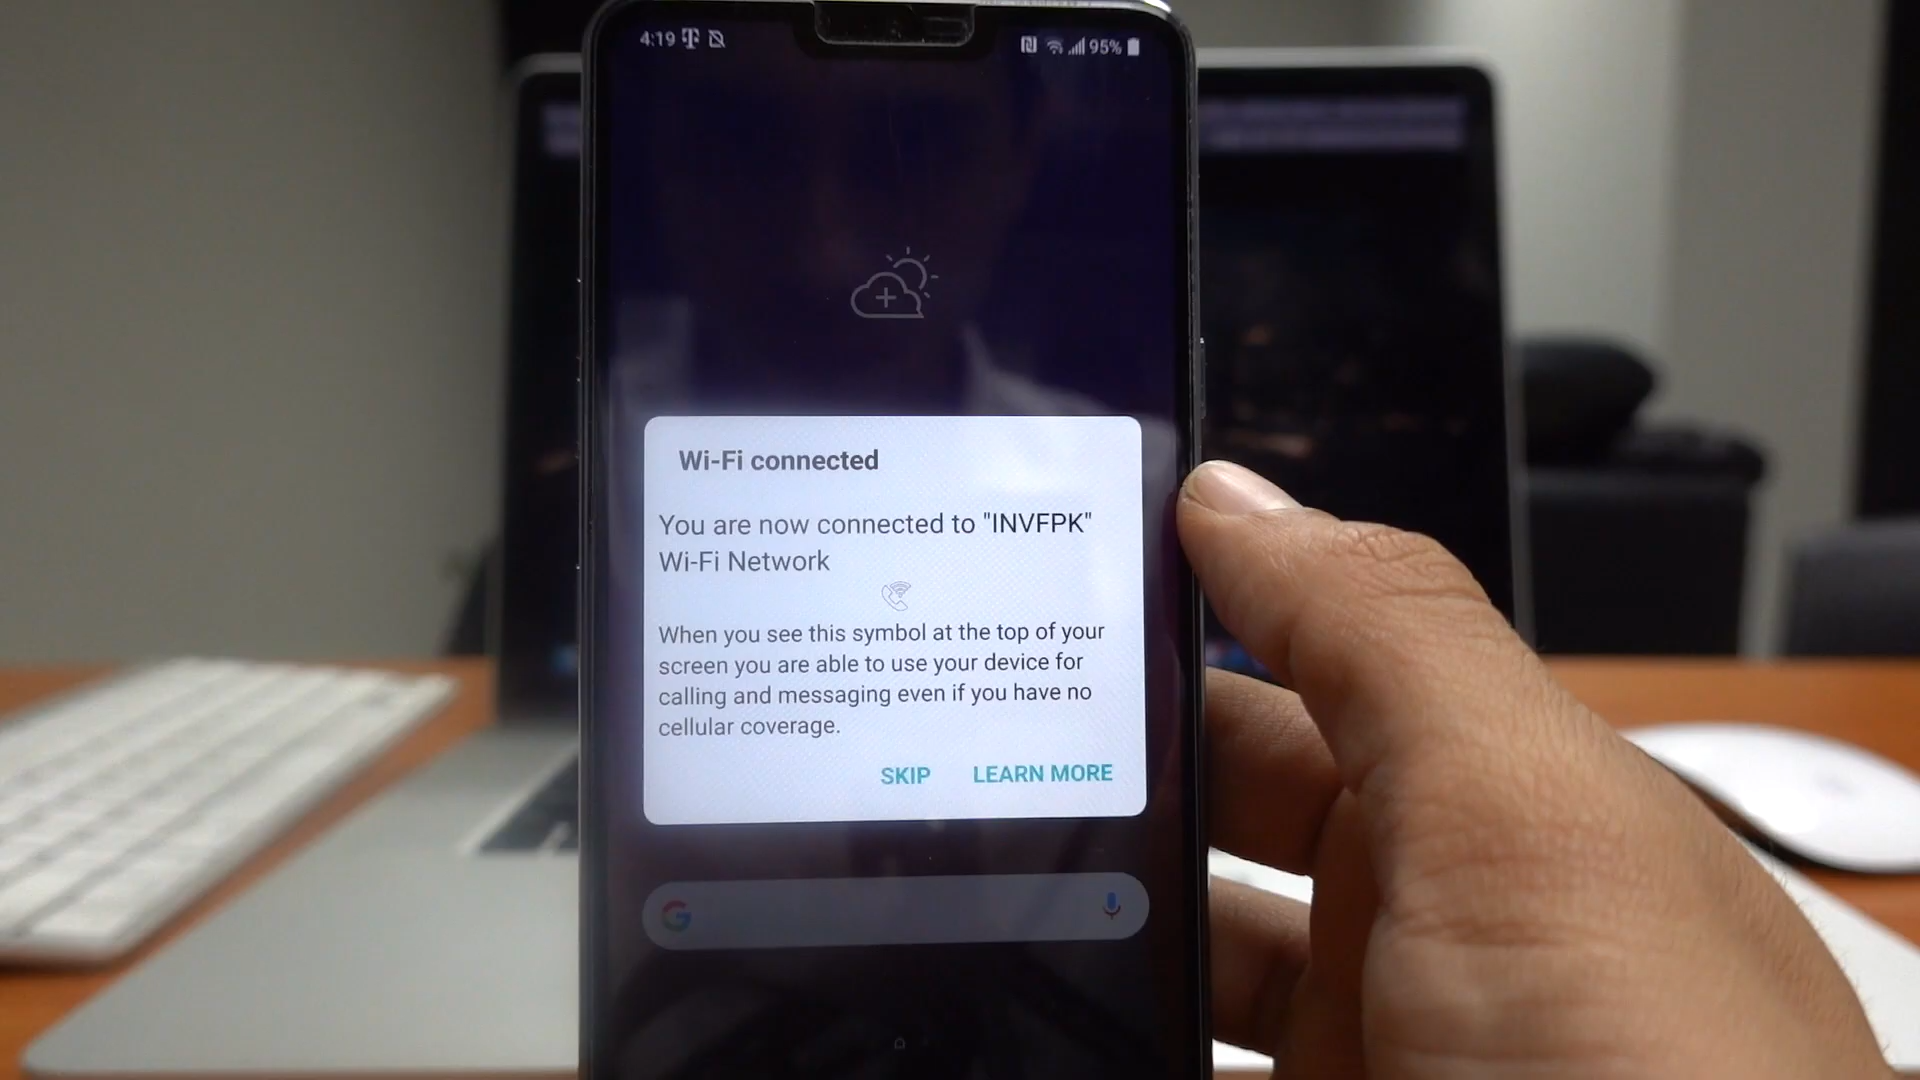 4:19 95%
Wi-Fi connected
You are now connected to "INVFPK"
Wi-Fi Network
When you see this symbol at the top of your
screen you are able to use your device for
calling and messaging even if you have no
cellular coverage.
SKIP LEARN MORE